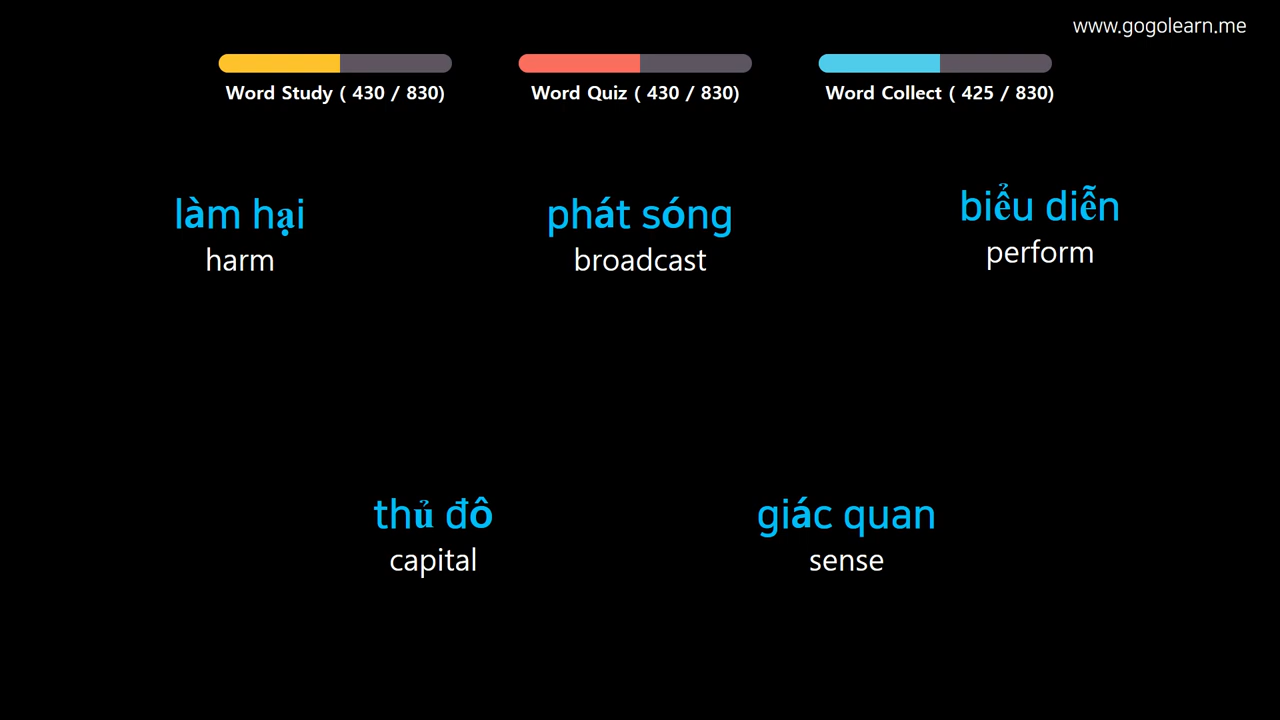 www.gogolearn.me
Word Study ( 430 / 830)
Word Quiz ( 430 / 830)
Word Collect ( 425 / 830)
làm hại
harm
phát sóng
broadcast
biểu diễn
perform
thủ đô
capital
giác quan
sense